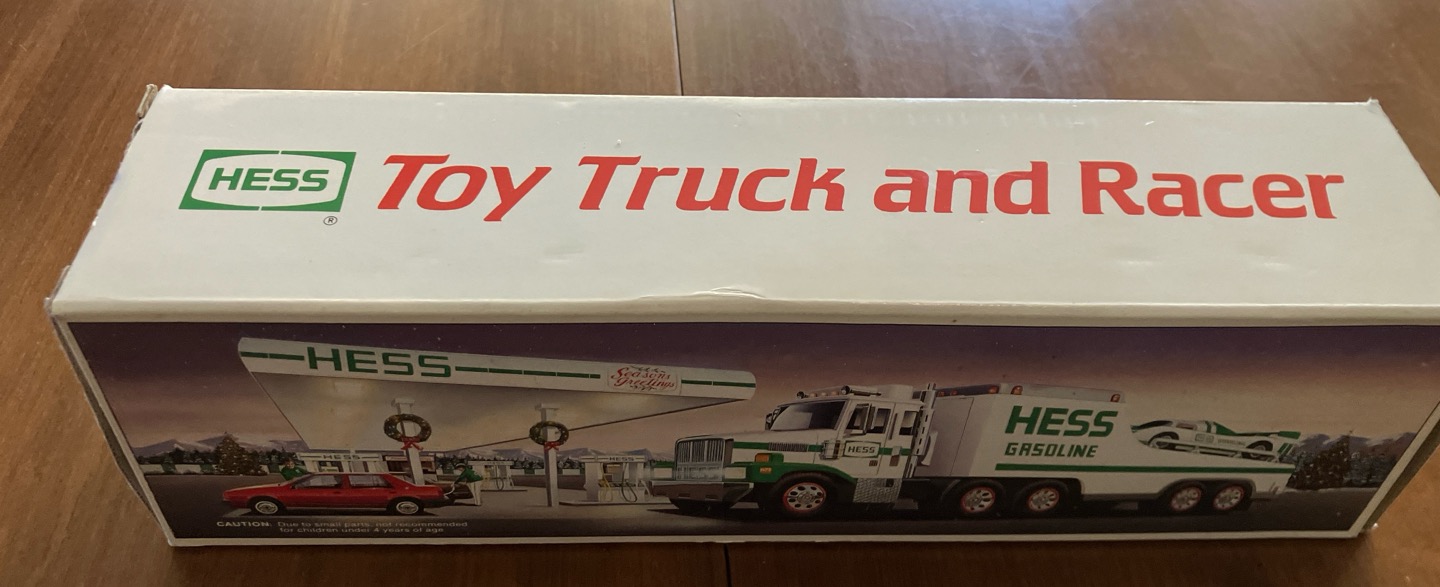 HESS Toy Truck and Racer
®
HESS
Season's
Greetings
HESS
HESS
HESS
HESS
GASOLINE
CAUTION: Due to small parts, not recommended
for children under 4 years of age.